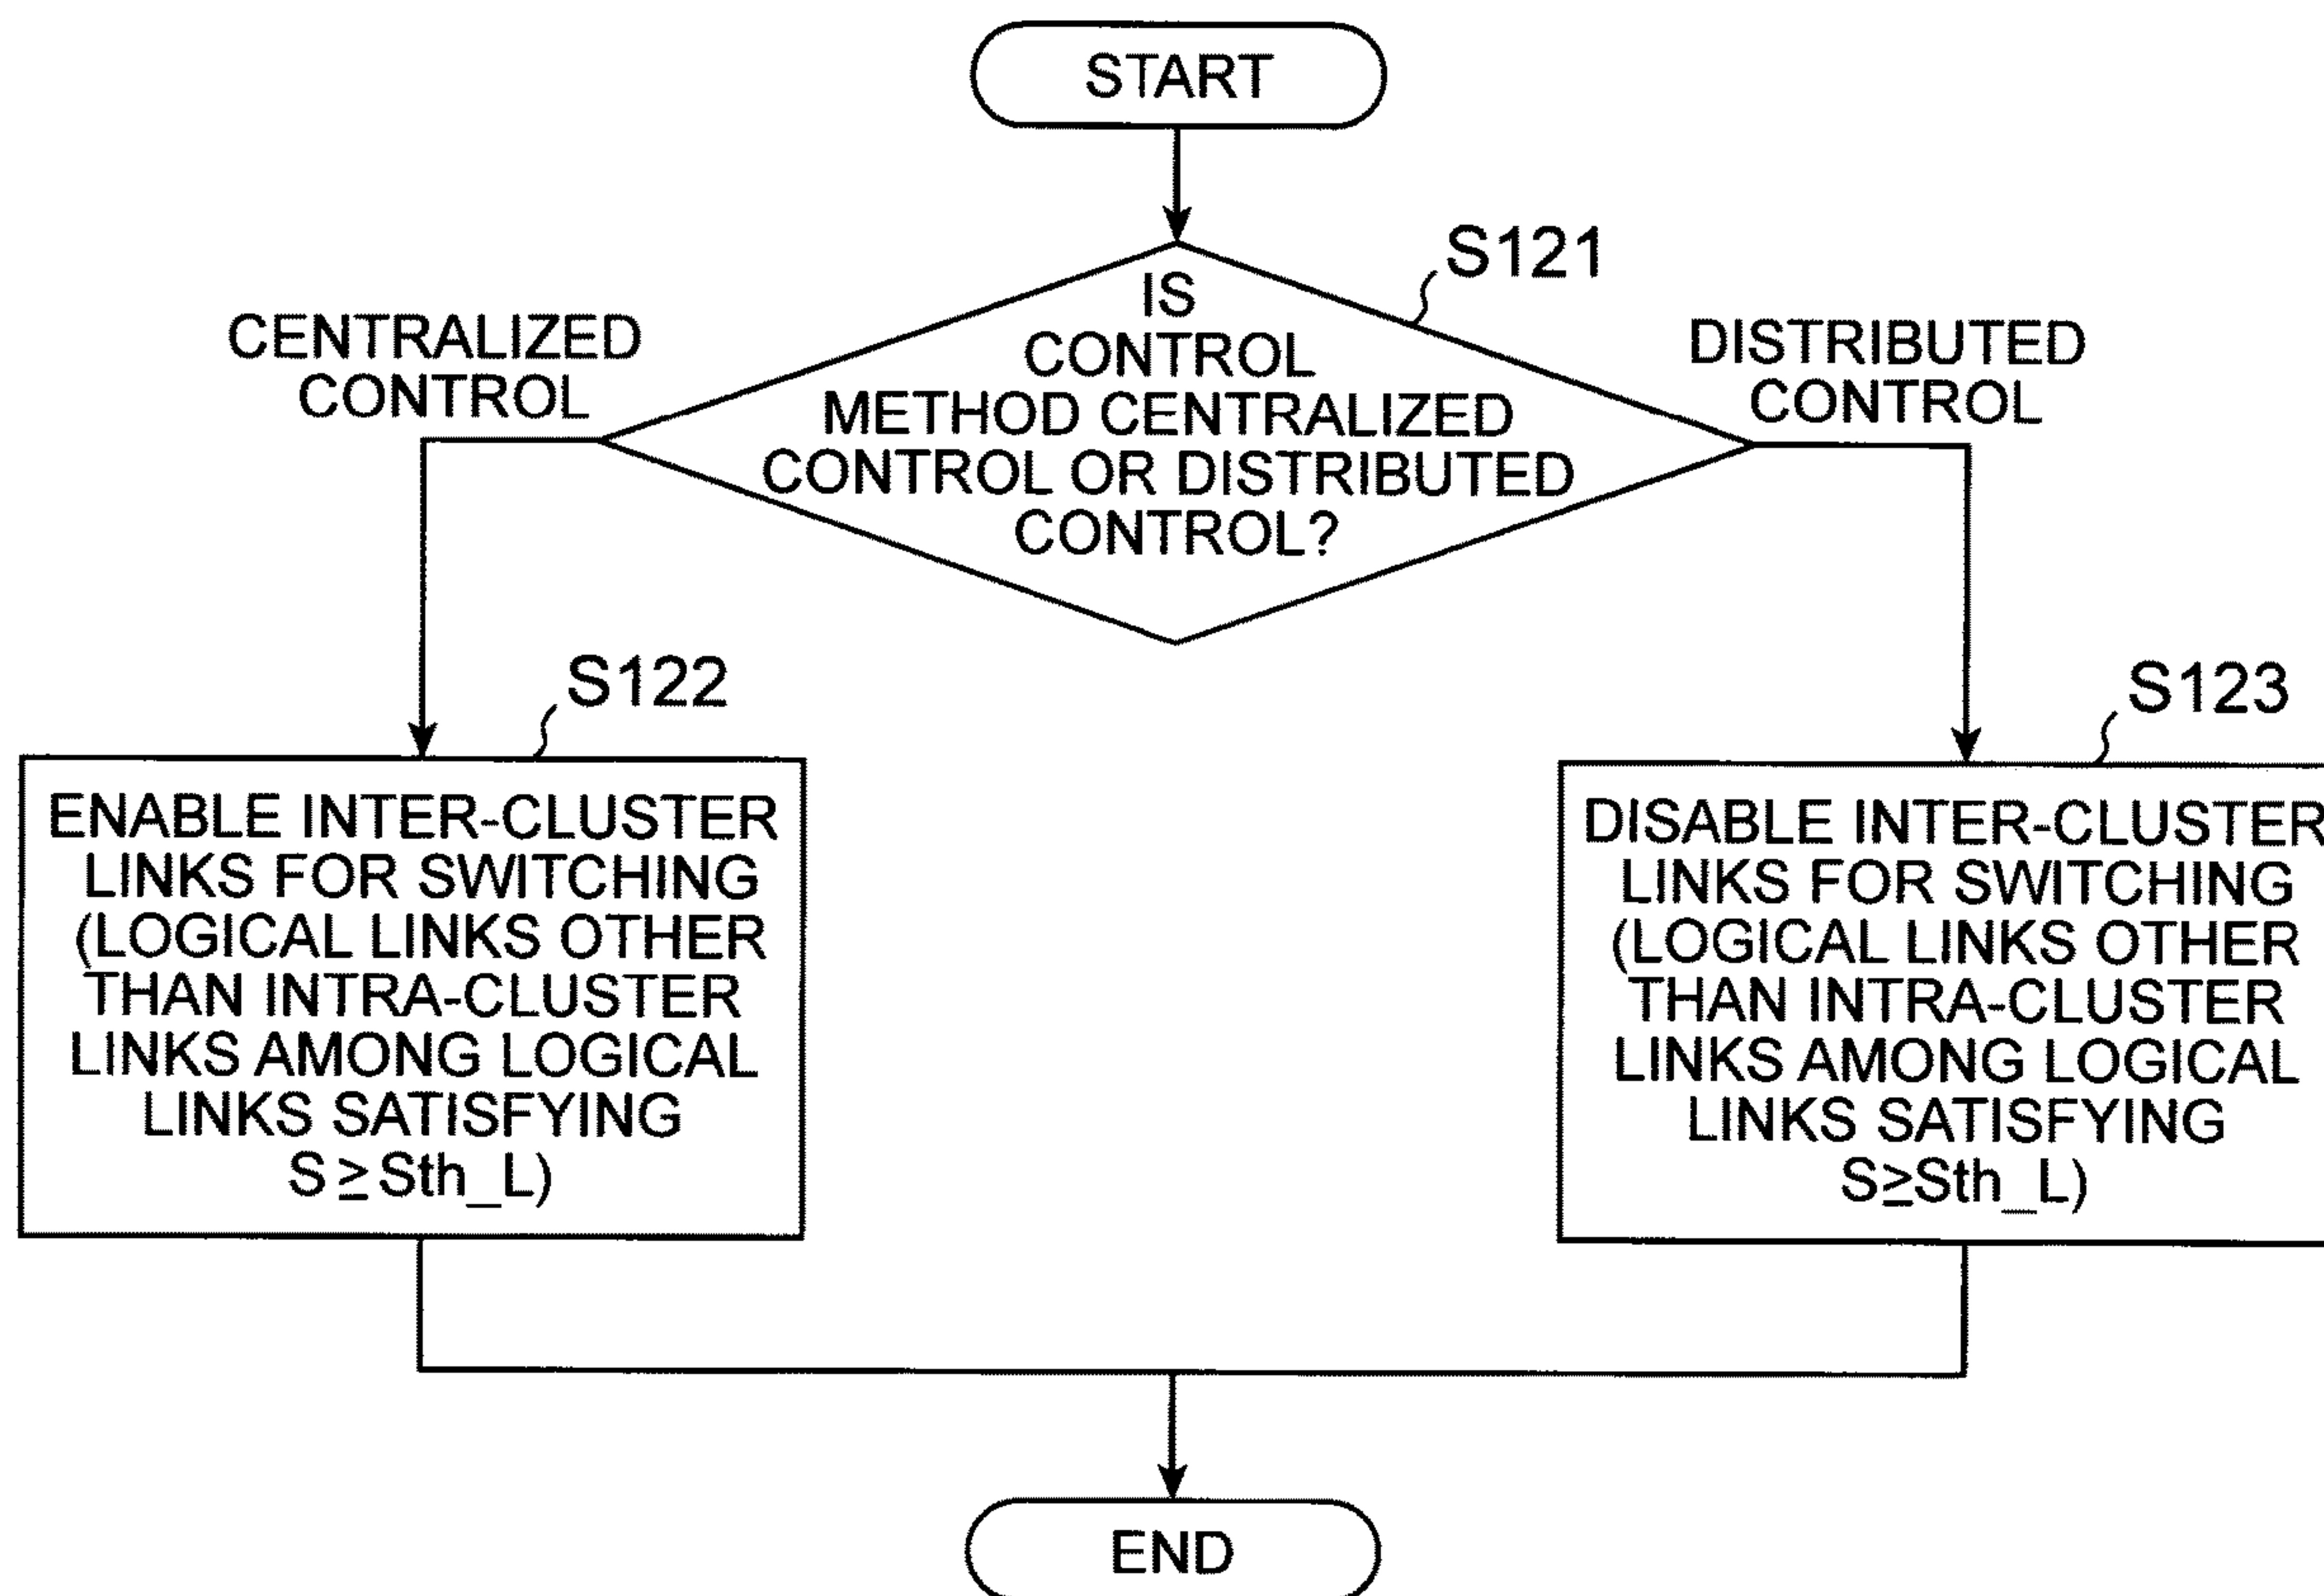 START
S121
IS
CONTROL
METHOD CENTRALIZED
CONTROL OR DISTRIBUTED
CONTROL?
CENTRALIZED
CONTROL
DISTRIBUTED
CONTROL
S122
ENABLE INTER-CLUSTER
LINKS FOR SWITCHING
(LOGICAL LINKS OTHER
THAN INTRA-CLUSTER
LINKS AMONG LOGICAL
LINKS SATISFYING
S ≥ Sth_L)
S123
DISABLE INTER-CLUSTER
LINKS FOR SWITCHING
(LOGICAL LINKS OTHER
THAN INTRA-CLUSTER
LINKS AMONG LOGICAL
LINKS SATISFYING
S≥Sth_L)
END